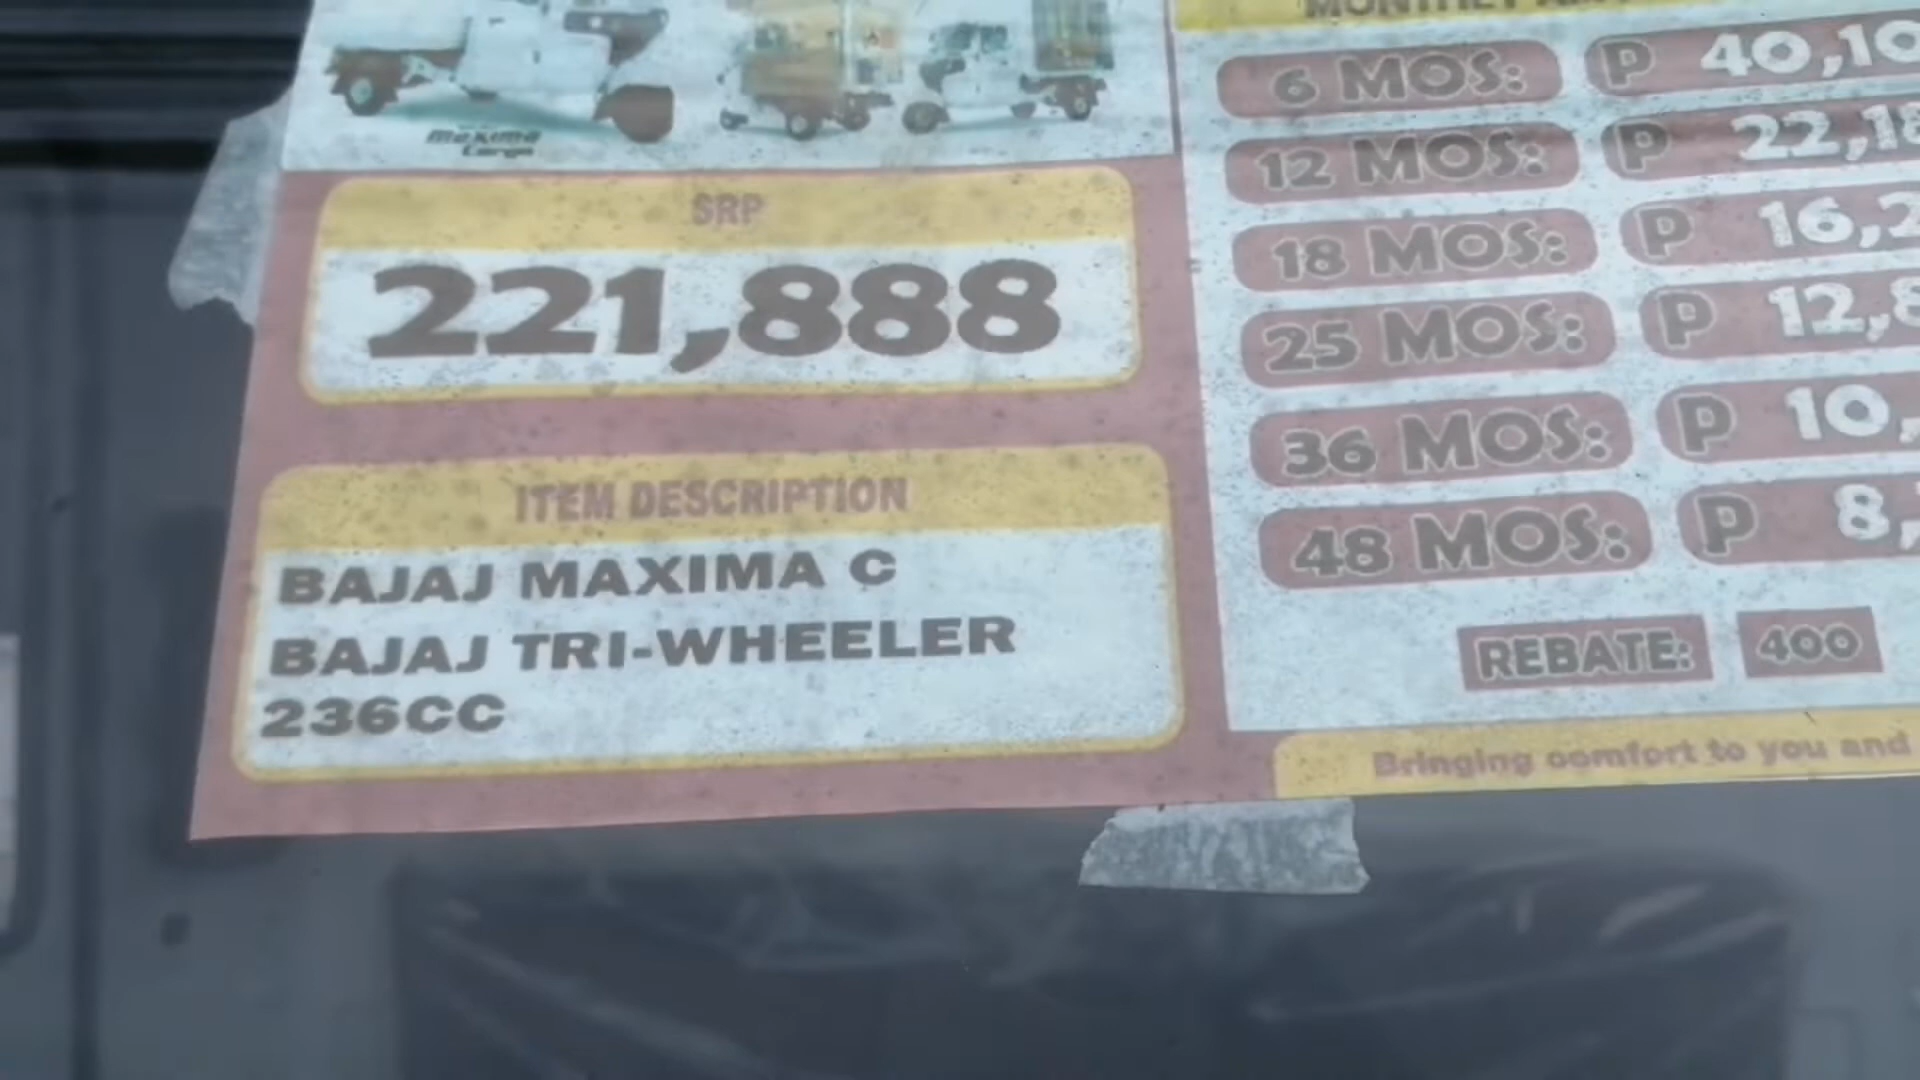 maxima
Cargo
SRP
221,888
ITEM DESCRIPTION
BAJAJ MAXIMA C
BAJAJ TRI-WHEELER
236CC
6 MOS: P 40,10
12 MOS: P 22,18
18 MOS: P 16,2
25 MOS: P 12,8
36 MOS: P 10,
48 MOS: P 8,
REBATE: 400
Bringing comfort to you and